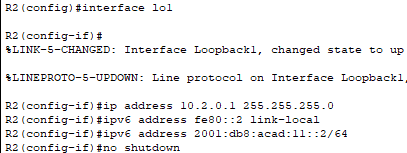 R2(config)#interface lo1
R2(config-if)#
%LINK-5-CHANGED: Interface Loopback1, changed state to up
%LINEPROTO-5-UPDOWN: Line protocol on Interface Loopback1,
R2(config-if)#ip address 10.2.0.1 255.255.255.0
R2(config-if)#ipv6 address fe80::2 link-local
R2(config-if)#ipv6 address 2001:db8:acad:11::2/64
R2(config-if)#no shutdown